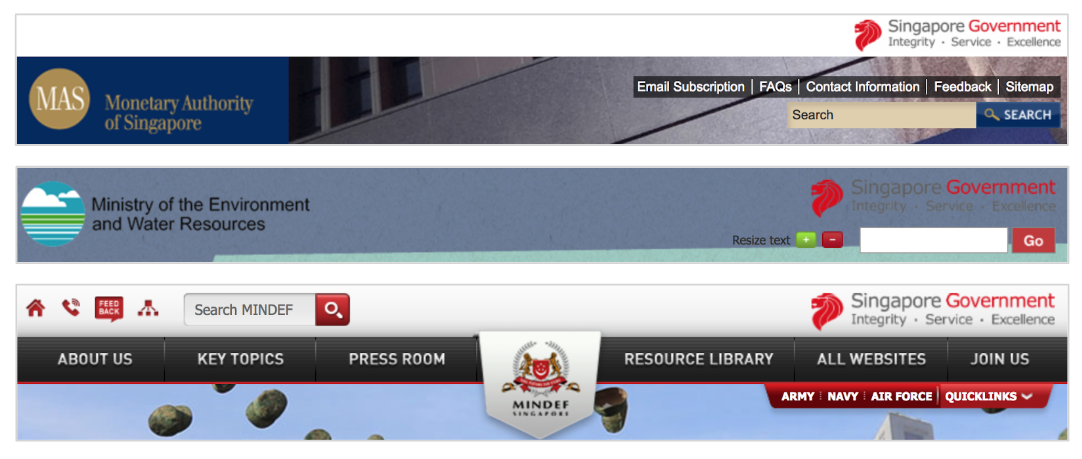 Singapore Government
Integrity · Service · Excellence
MAS
Monetary Authority
of Singapore
Email Subscription | FAQs | Contact Information | Feedback | Sitemap
Search
SEARCH
Ministry of the Environment
and Water Resources
Singapore Government
Integrity · Service · Excellence
Resize text + −
Go
FEED
BACK
Search MINDEF
Singapore Government
Integrity · Service · Excellence
ABOUT US
KEY TOPICS
PRESS ROOM
MINDEF
SINGAPORE
RESOURCE LIBRARY
ALL WEBSITES
JOIN US
ARMY | NAVY | AIR FORCE | QUICKLINKS